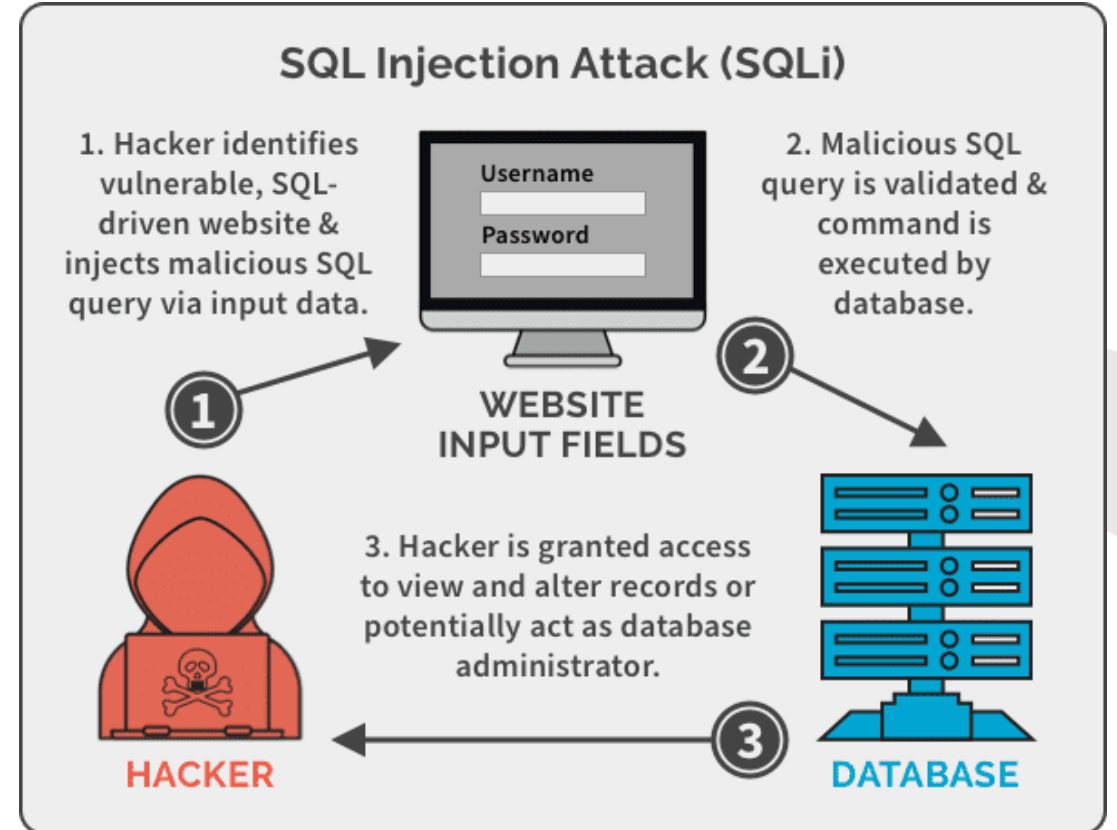 SQL Injection Attack (SQLi)
1. Hacker identifies
vulnerable, SQL-
driven website &
injects malicious SQL
query via input data.
Username
Password
2. Malicious SQL
query is validated &
command is
executed by
database.
1
2
WEBSITE
INPUT FIELDS
3. Hacker is granted access
to view and alter records or
potentially act as database
administrator.
3
HACKER
DATABASE